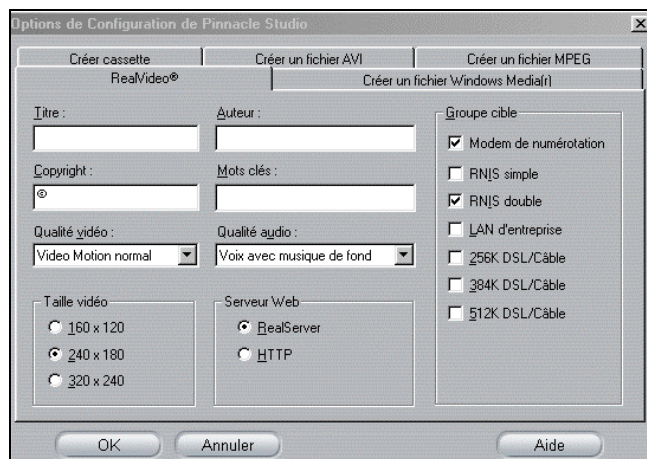 Options de Configuration de Pinnacle Studio
Créer cassette
Créer un fichier AVI
Créer un fichier MPEG
RealVideo®
Créer un fichier Windows Media(r)
Titre :
Auteur :
Copyright :
©
Mots clés :
Qualité vidéo :
Video Motion normal
Qualité audio :
Voix avec musique de fond
Taille vidéo
160 x 120
240 x 180
320 x 240
Serveur Web
RealServer
HTTP
Groupe cible
Modem de numérotation
RNIS simple
RNIS double
LAN d'entreprise
256K DSL/Câble
384K DSL/Câble
512K DSL/Câble
OK
Annuler
Aide